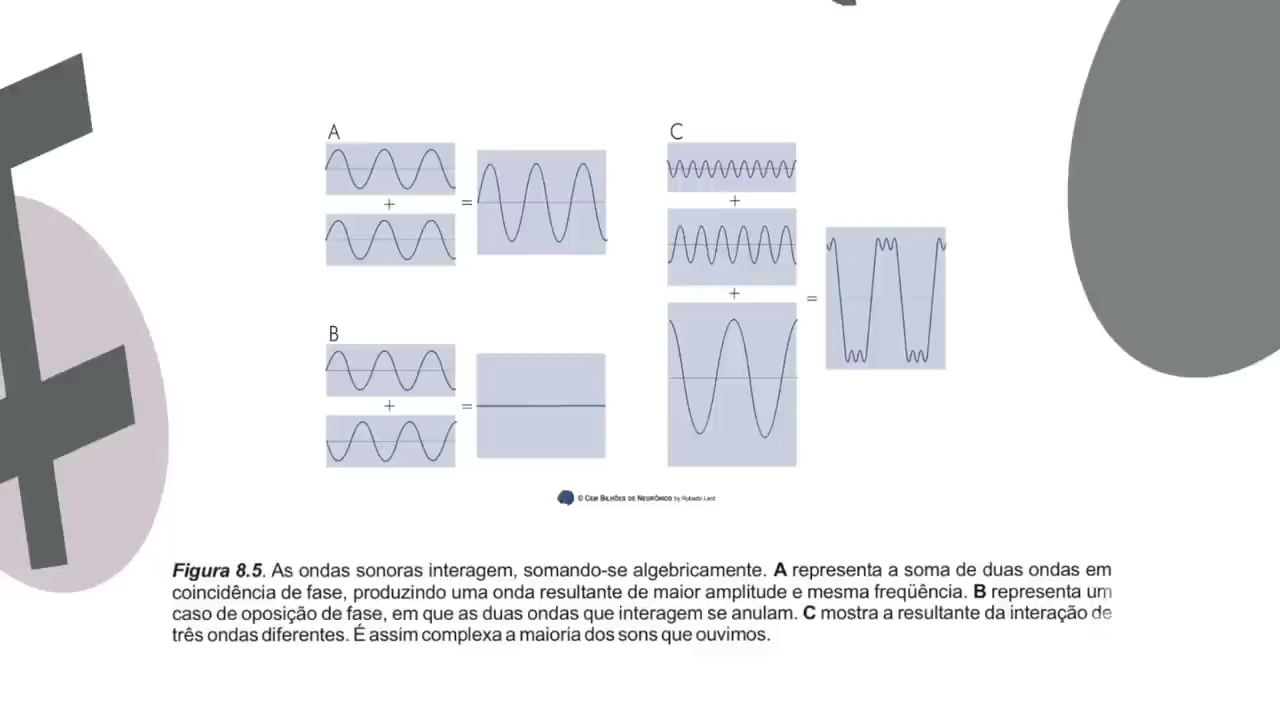 A
C
+
=
+
+
=
B
+
=
© Cem Bilhões de Neurônios by Roberto Lent
Figura 8.5. As ondas sonoras interagem, somando-se algebricamente. A representa a soma de duas ondas em
coincidência de fase, produzindo uma onda resultante de maior amplitude e mesma freqüência. B representa um
caso de oposição de fase, em que as duas ondas que interagem se anulam. C mostra a resultante da interação de
três ondas diferentes. É assim complexa a maioria dos sons que ouvimos.